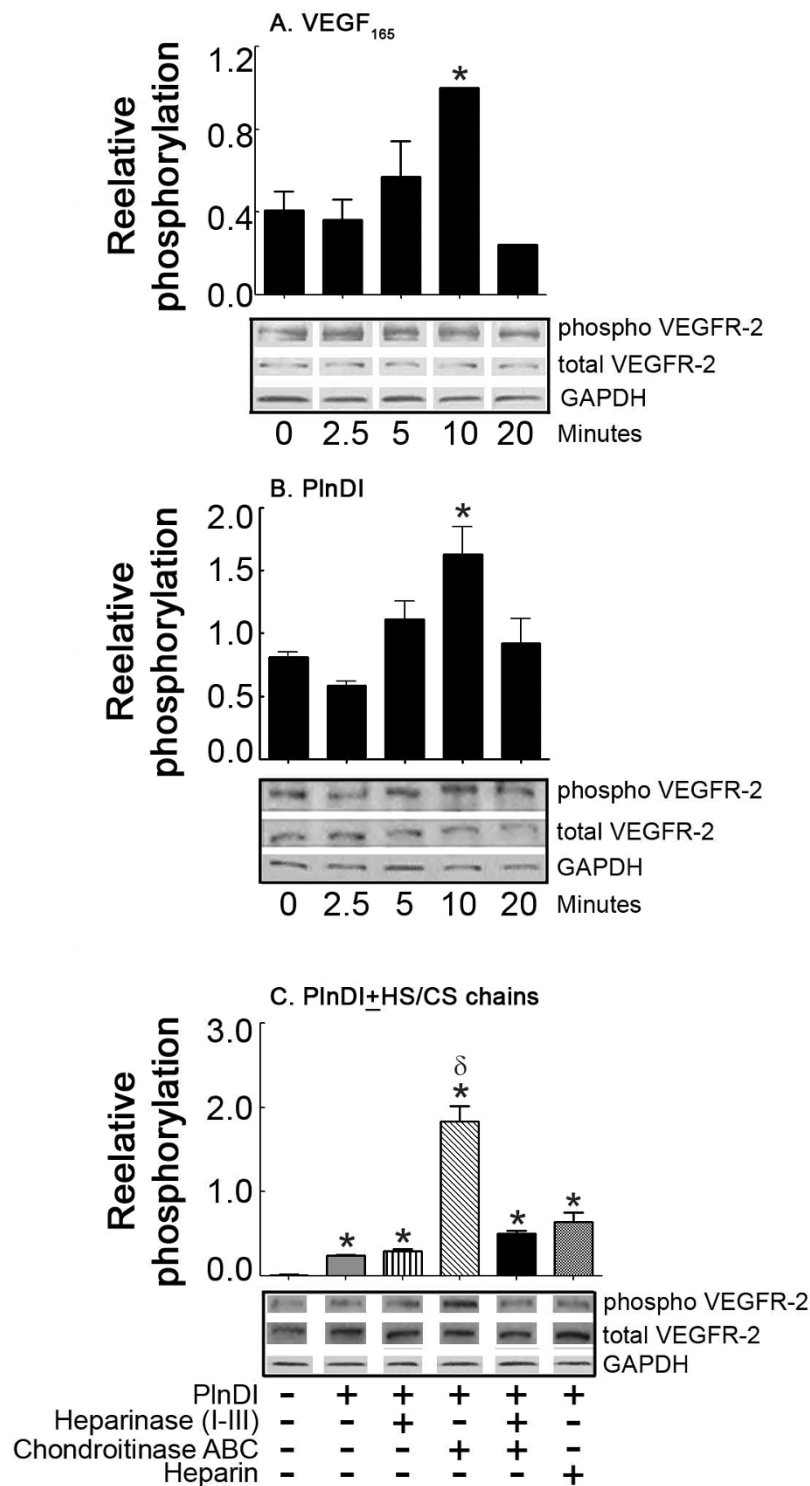 A. VEGF165
Reelative
phosphorylation
1.2
0.8
0.4
0.0
*
phospho VEGFR-2
total VEGFR-2
GAPDH
0 2.5 5 10 20 Minutes
B. PlnDI
Reelative
phosphorylation
2.0
1.5
1.0
0.5
0.0
*
phospho VEGFR-2
total VEGFR-2
GAPDH
0 2.5 5 10 20 Minutes
C. PlnDI±HS/CS chains
Reelative
phosphorylation
3.0
2.0
1.0
0.0
δ
* * * * *
phospho VEGFR-2
total VEGFR-2
GAPDH
PlnDI - + + + + +
Heparinase (I-III) - - + - + -
Chondroitinase ABC - - - + + -
Heparin - - - - - +